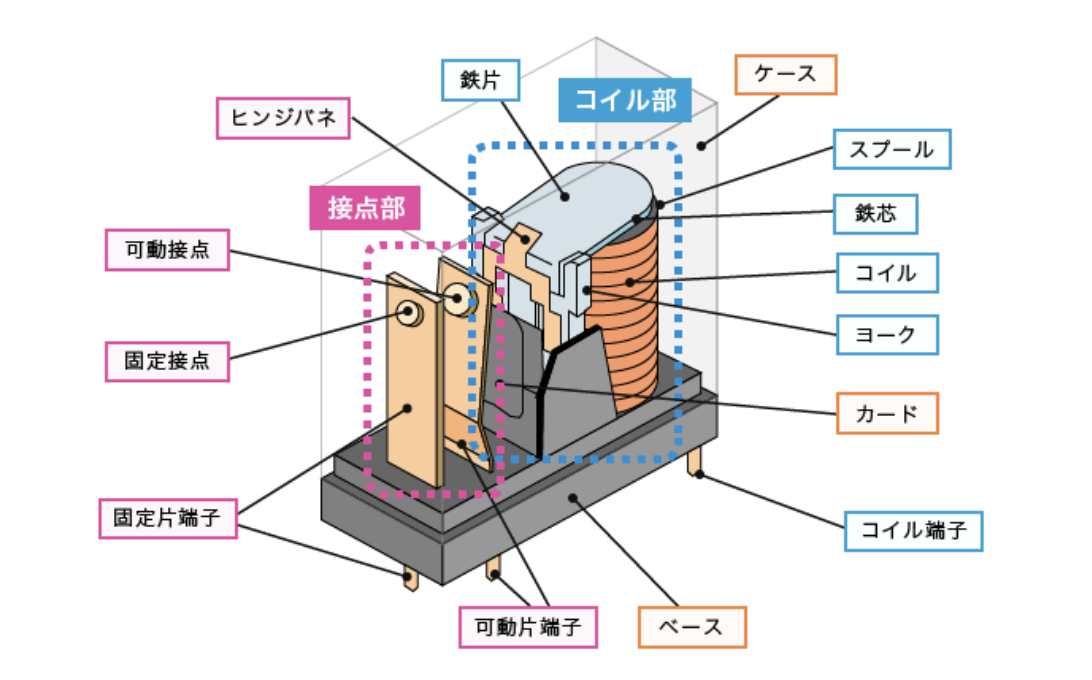 鉄片
ケース
コイル部
ヒンジバネ
スプール
接点部
鉄芯
可動接点
コイル
ヨーク
固定接点
カード
固定片端子
コイル端子
可動片端子
ベース